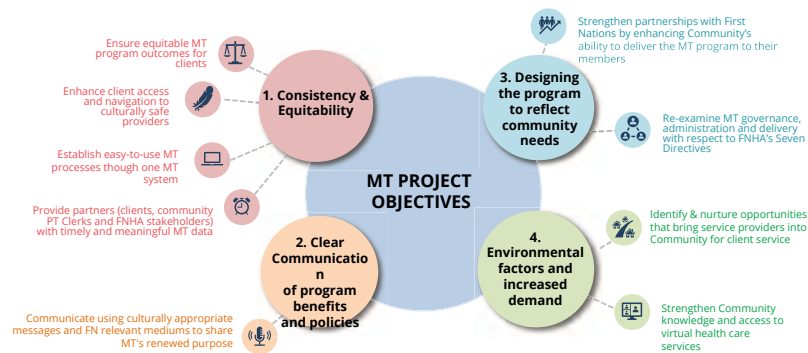 Ensure equitable MT
program outcomes for
clients
Enhance client access
and navigation to
culturally safe
providers
Establish easy-to-use MT
processes though one MT
system
Provide partners (clients, community
PT Clerks and FNHA stakeholders)
with timely and meaningful MT data
1. Consistency &
Equitability
MT PROJECT
OBJECTIVES
2. Clear
Communicatio
n
of program
benefits
and policies
Communicate using culturally appropriate
messages and FN relevant mediums to share
MT's renewed purpose
3. Designing
the program
to reflect
community
needs
Strengthen partnerships with First
Nations by enhancing Community's
ability to deliver the MT program to their
members
Re-examine MT governance,
administration and delivery
with respect to FNHA's Seven
Directives
4.
Environmental
factors and
increased
demand
Identify & nurture opportunities
that bring service providers into
Community for client service
Strengthen Community
knowledge and access to
virtual health care
services